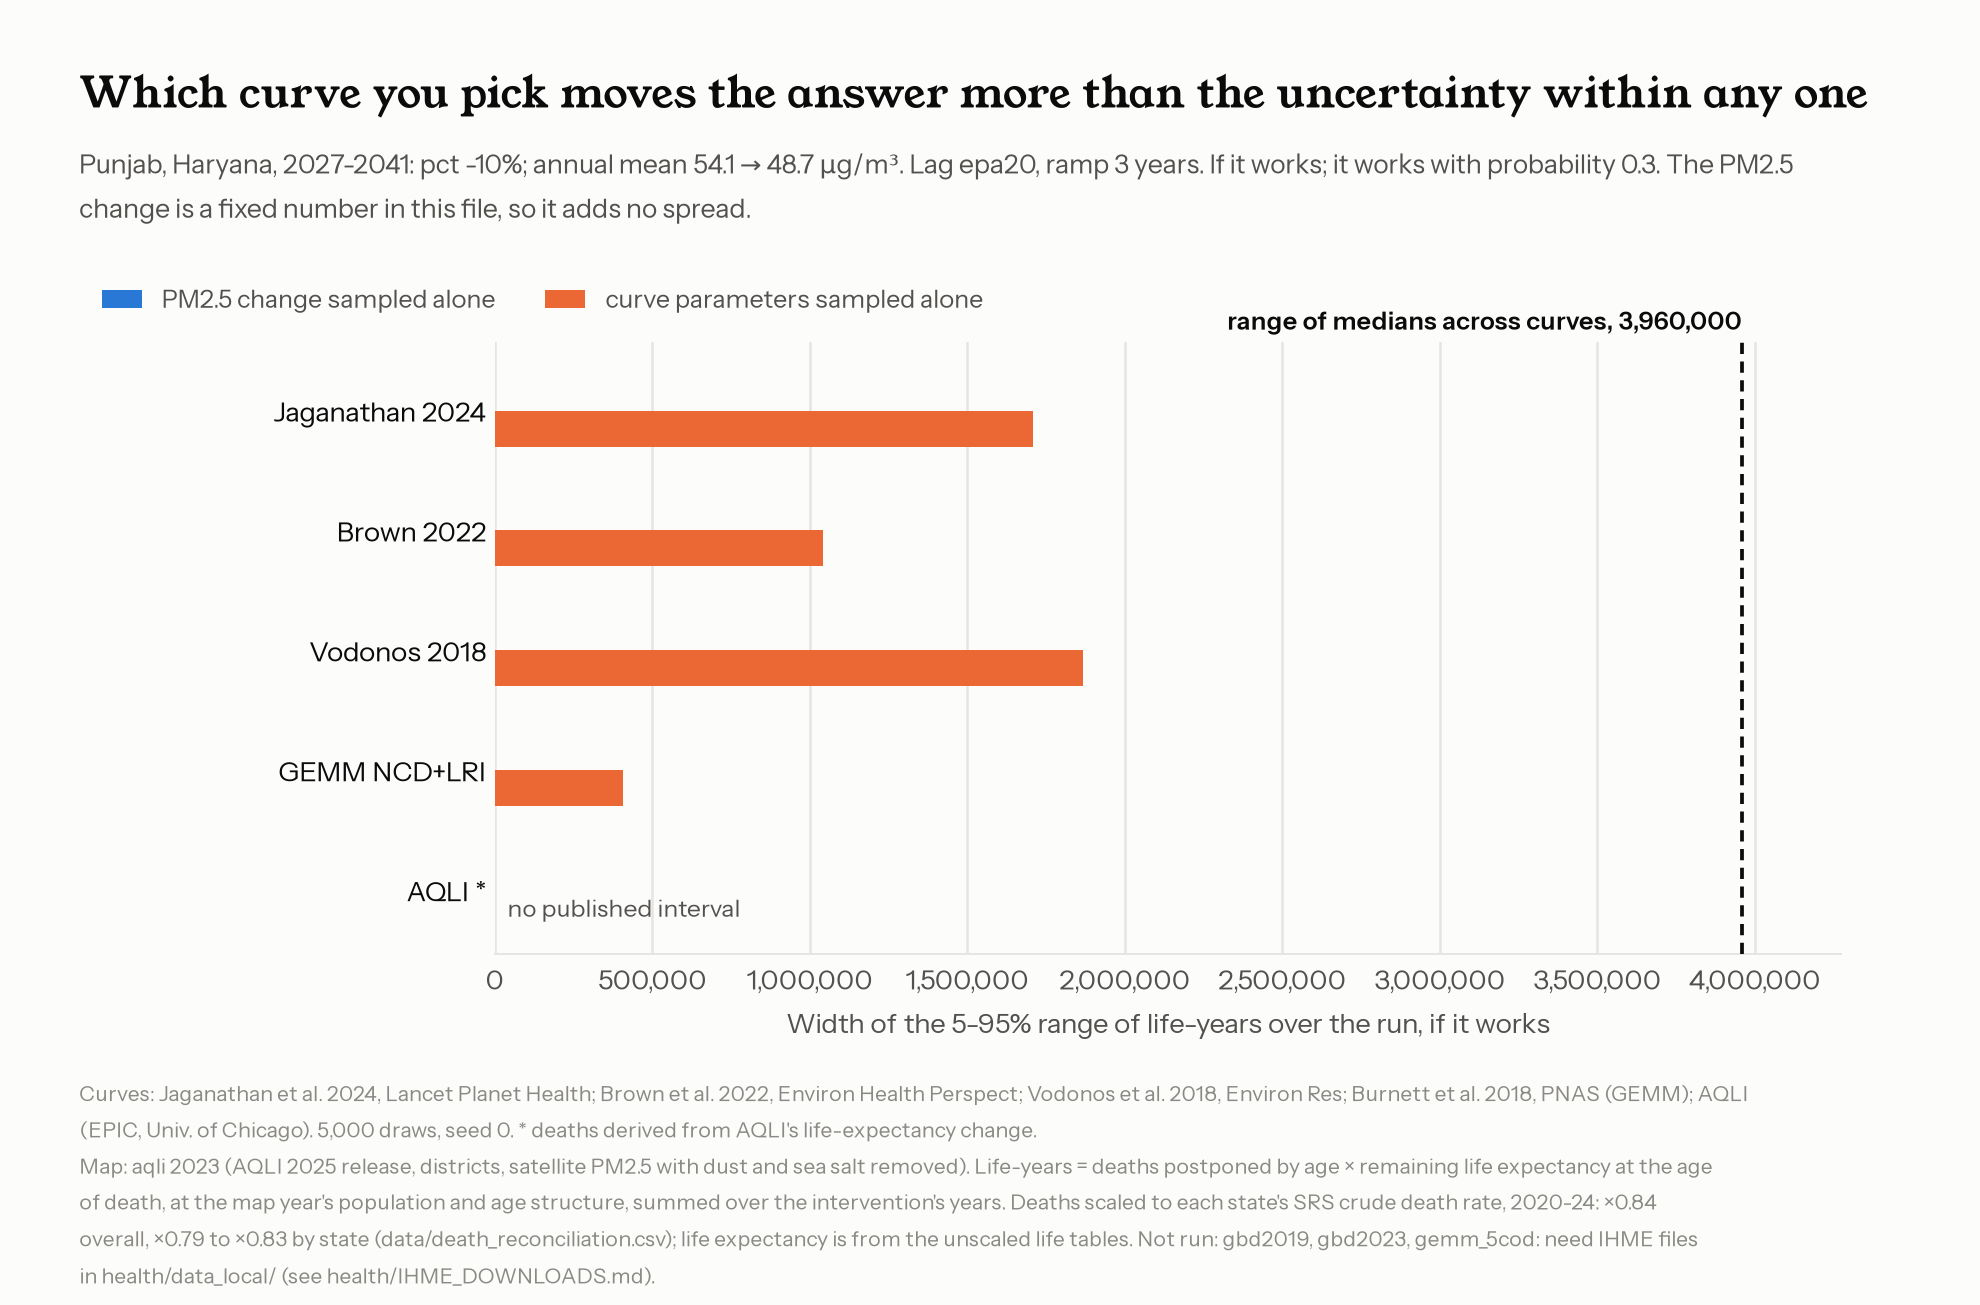 Which curve you pick moves the answer more than the uncertainty within any one
Punjab, Haryana, 2027-2041: pct -10%; annual mean 54.1 → 48.7 µg/m³. Lag epa20, ramp 3 years. If it works; it works with probability 0.3. The PM2.5
change is a fixed number in this file, so it adds no spread.
PM2.5 change sampled alone
curve parameters sampled alone
range of medians across curves, 3,960,000
Jaganathan 2024
Brown 2022
Vodonos 2018
GEMM NCD+LRI
AQLI *
no published interval
0 500,000 1,000,000 1,500,000 2,000,000 2,500,000 3,000,000 3,500,000 4,000,000
Width of the 5-95% range of life-years over the run, if it works
Curves: Jaganathan et al. 2024, Lancet Planet Health; Brown et al. 2022, Environ Health Perspect; Vodonos et al. 2018, Environ Res; Burnett et al. 2018, PNAS (GEMM); AQLI
(EPIC, Univ. of Chicago). 5,000 draws, seed 0. * deaths derived from AQLI's life-expectancy change.
Map: aqli 2023 (AQLI 2025 release, districts, satellite PM2.5 with dust and sea salt removed). Life-years = deaths postponed by age × remaining life expectancy at the age
of death, at the map year's population and age structure, summed over the intervention's years. Deaths scaled to each state's SRS crude death rate, 2020-24: ×0.84
overall, ×0.79 to ×0.83 by state (data/death_reconciliation.csv); life expectancy is from the unscaled life tables. Not run: gbd2019, gbd2023, gemm_5cod: need IHME files
in health/data_local/ (see health/IHME_DOWNLOADS.md).